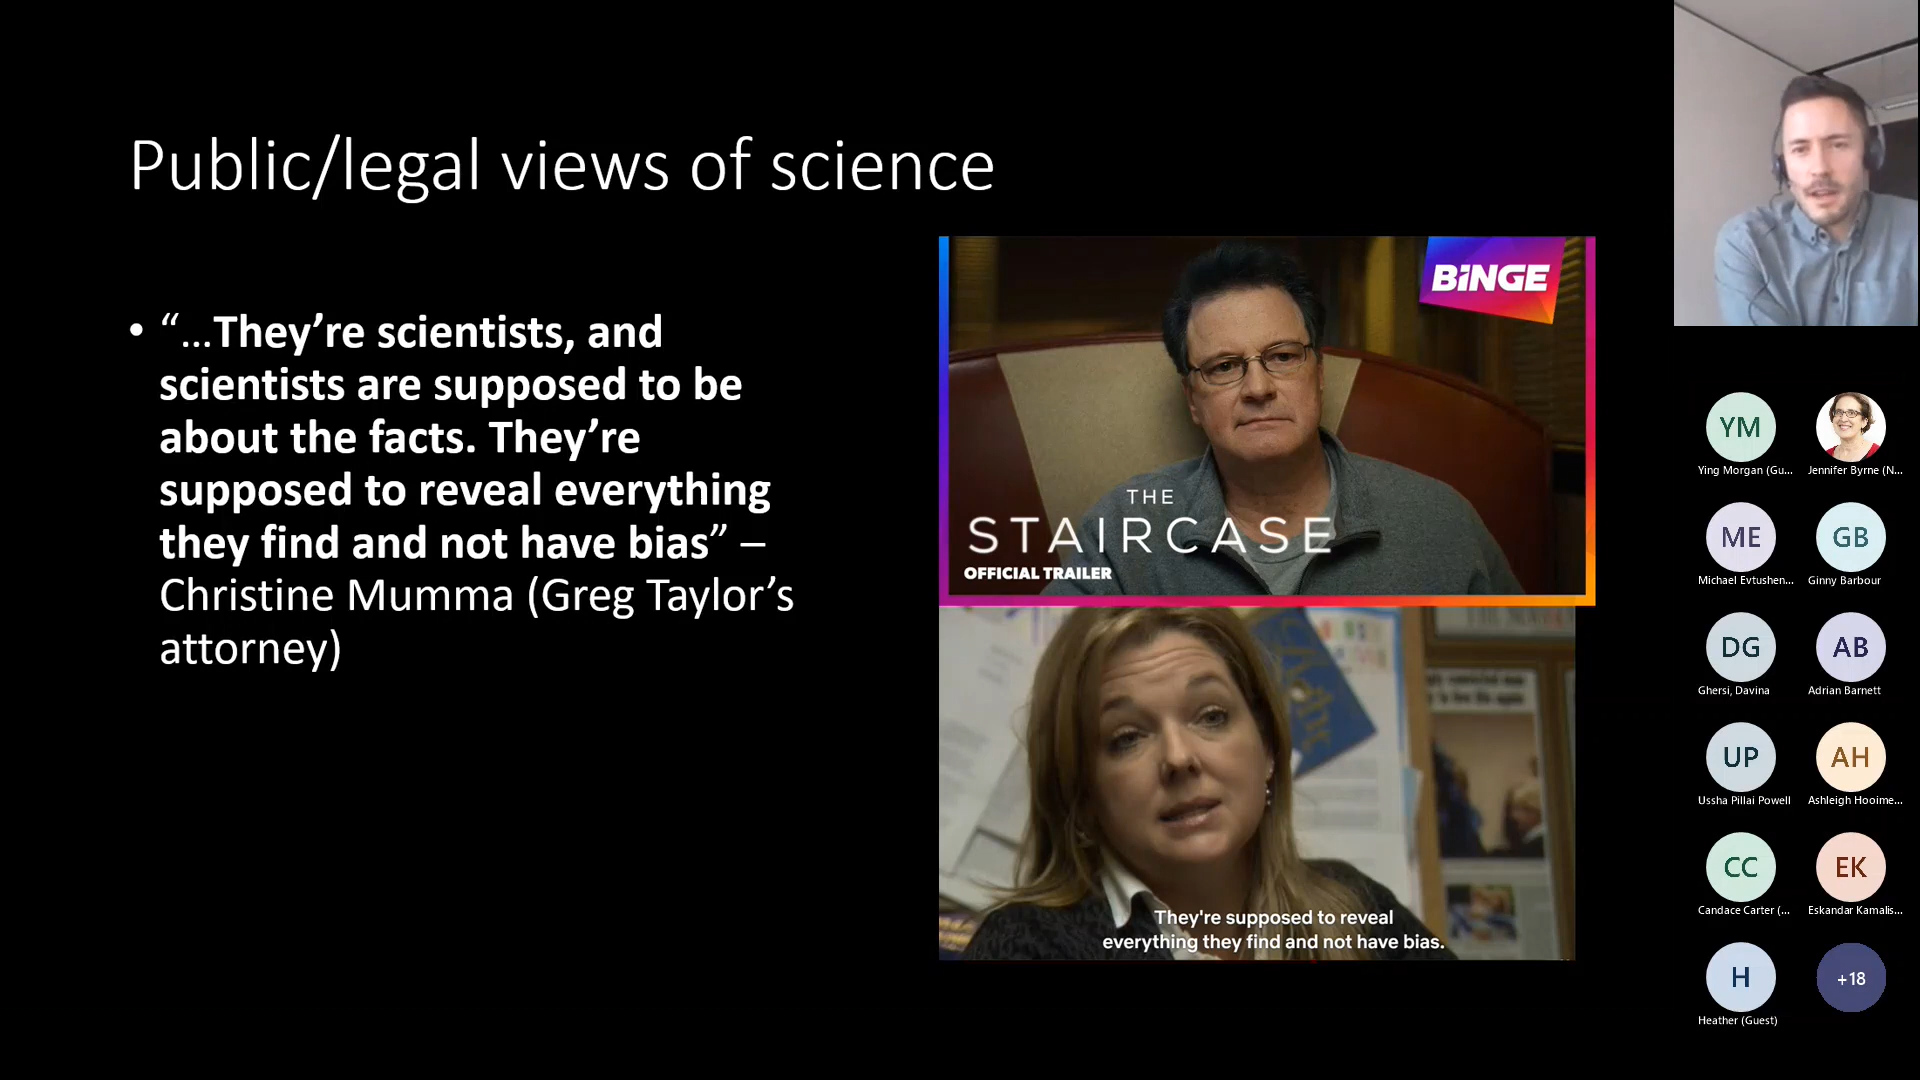 Public/legal views of science
• “…They’re scientists, and
scientists are supposed to be
about the facts. They’re
supposed to reveal everything
they find and not have bias” –
Christine Mumma (Greg Taylor’s
attorney)
BiNGE
THE
STAIRCASE
OFFICIAL TRAILER
They're supposed to reveal
everything they find and not have bias.
YM
Ying Morgan (Gu...
Jennifer Byrne (N...
ME
GB
Michael Evtushen...
Ginny Barbour
DG
AB
Ghersi, Davina
Adrian Barnett
UP
AH
Ussha Pillai Powell
Ashleigh Hooime...
CC
EK
Candace Carter (...
Eskandar Kamalis...
H
+18
Heather (Guest)